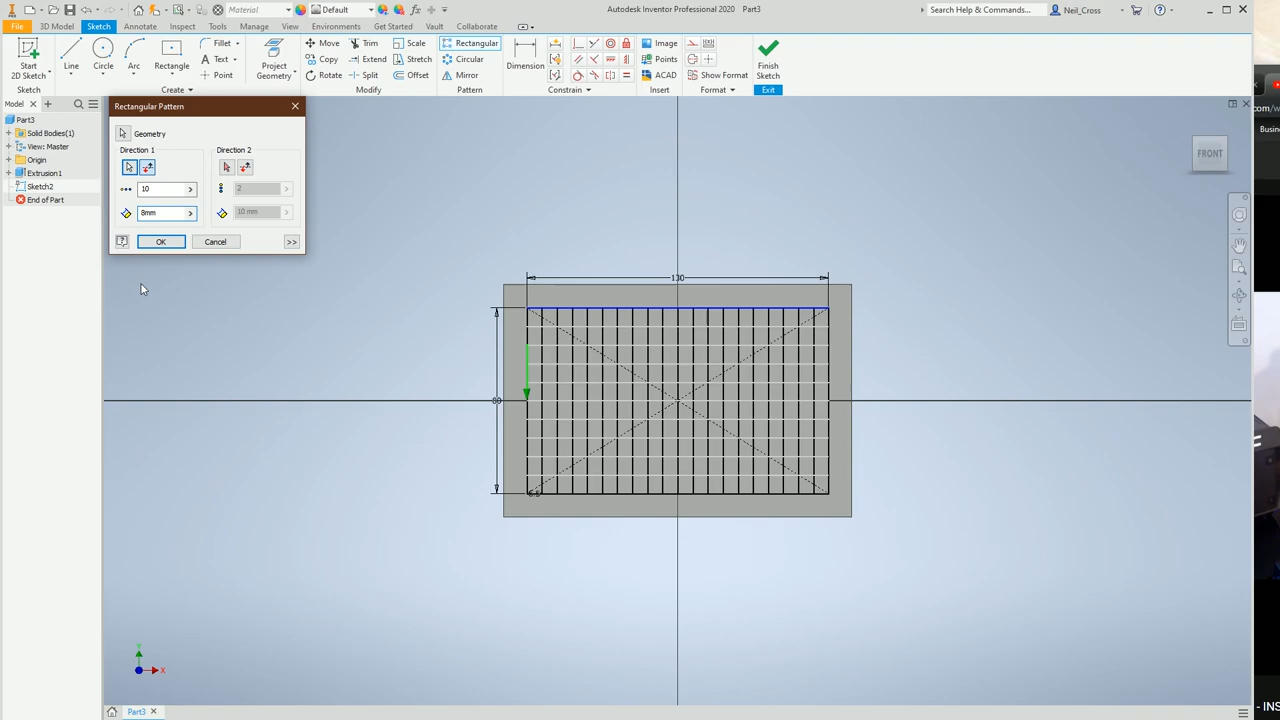 Material
Default
Autodesk Inventor Professional 2020   Part3
Search Help & Commands...
Neil_Cross
File 3D Model Sketch Annotate Inspect Tools Manage View Environments Get Started Vault Collaborate
Start
2D Sketch
Line
Circle
Arc
Rectangle
Fillet
Text
Point
Project
Geometry
Move
Copy
Rotate
Trim
Extend
Split
Scale
Stretch
Offset
Rectangular
Circular
Mirror
Dimension
Image
Points
ACAD
Show Format
Finish
Sketch
Sketch Create Modify Pattern Constrain Insert Format Exit
Model
Part3
Solid Bodies(1)
View: Master
Origin
Extrusion1
Sketch2
End of Part
Rectangular Pattern
Geometry
Direction 1
Direction 2
10
2
8mm
10 mm
OK
Cancel
>>
FRONT
130
80
6.5
Y
X
Part3
Busin
- INS